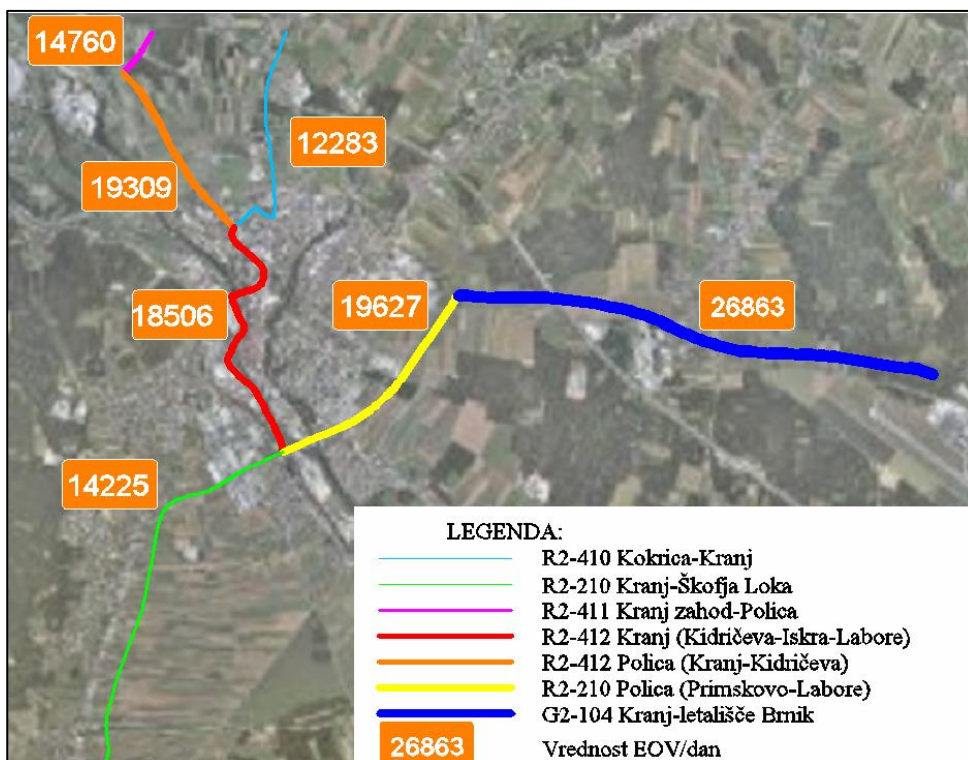 14760
12283
19309
18506
19627
26863
14225
LEGENDA:
R2-410 Kokrica-Kranj
R2-210 Kranj-Škofja Loka
R2-411 Kranj zahod-Polica
R2-412 Kranj (Kidričeva-Iskra-Labore)
R2-412 Polica (Kranj-Kidričeva)
R2-210 Polica (Primskovo-Labore)
G2-104 Kranj-letališče Brnik
26863 Vrednost EOV/dan